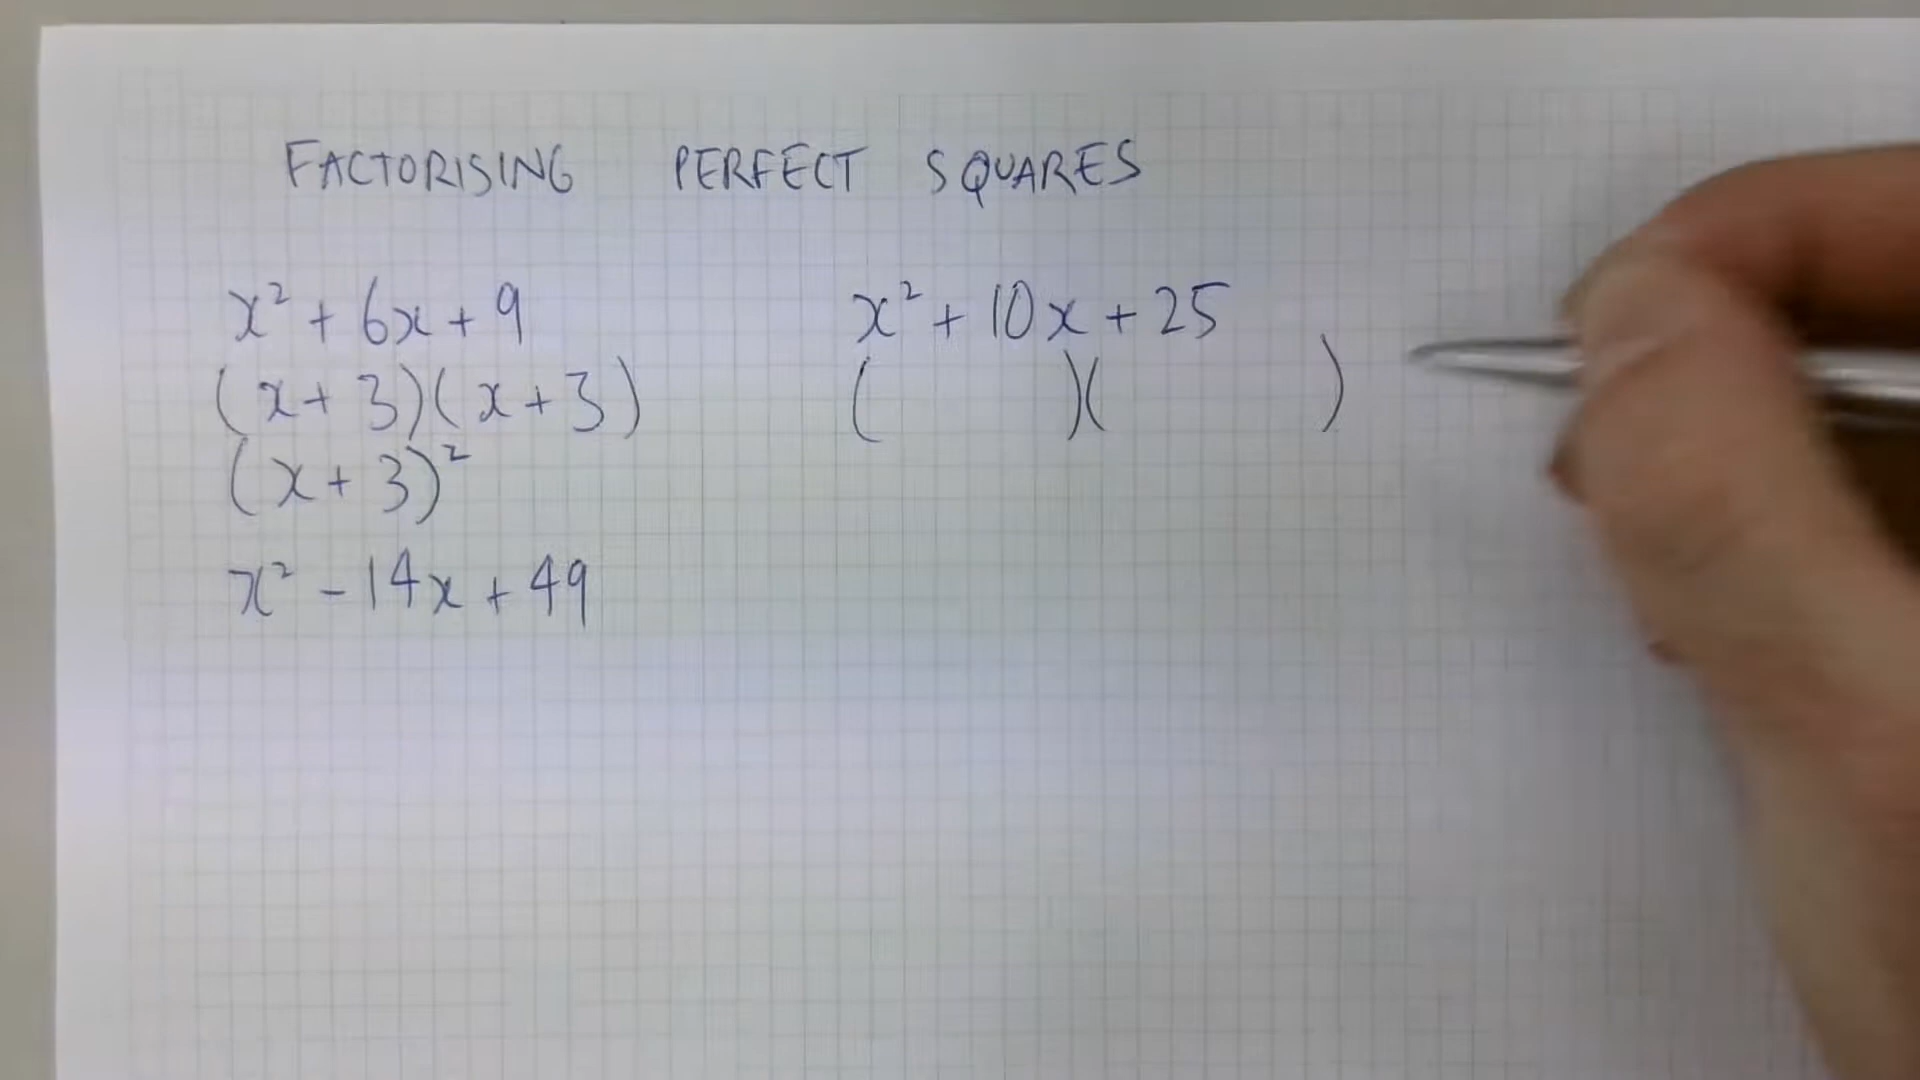 FACTORISING PERFECT SQUARES
x² + 6x + 9
(x + 3)(x + 3)
(x + 3)²
x² - 14x + 49
x² + 10x + 25
( )( )